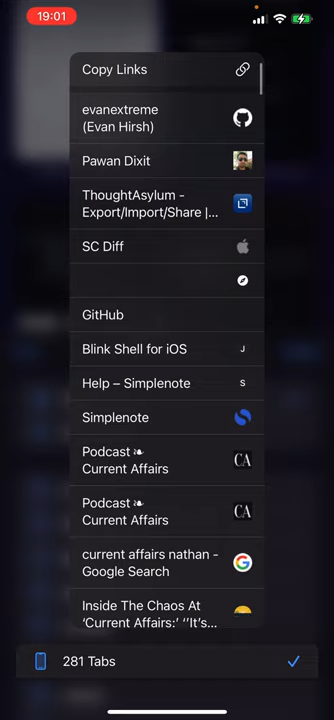 19:01
Copy Links
evanextreme
(Evan Hirsh)
Pawan Dixit
ThoughtAsylum -
Export/Import/Share |...
SC Diff
GitHub
Blink Shell for iOS
J
Help – Simplenote
S
Simplenote
Podcast ❧
Current Affairs
CA
Podcast ❧
Current Affairs
CA
current affairs nathan -
Google Search
G
Inside The Chaos At
‘Current Affairs:’ ‘‘It’s...
281 Tabs